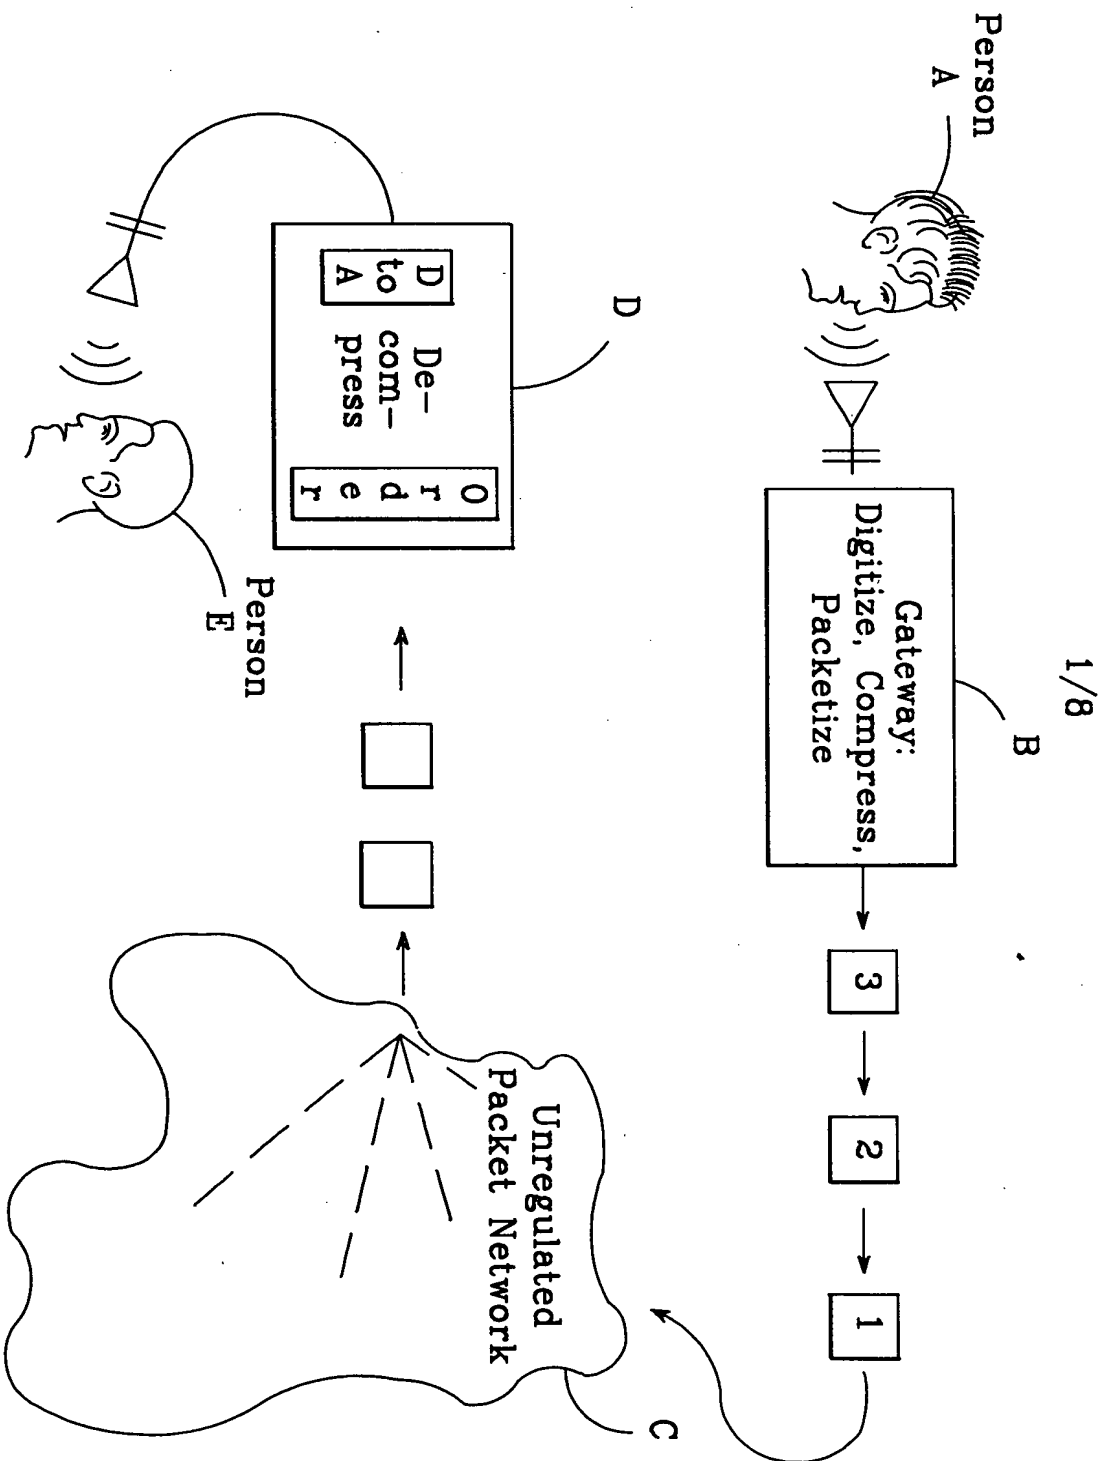 1/8
Person
A
Gateway:
Digitize, Compress,
Packetize
B
3
2
1
C
Unregulated
Packet Network
D
D
to
A
De-
com-
press
O
r
d
e
r
Person
E